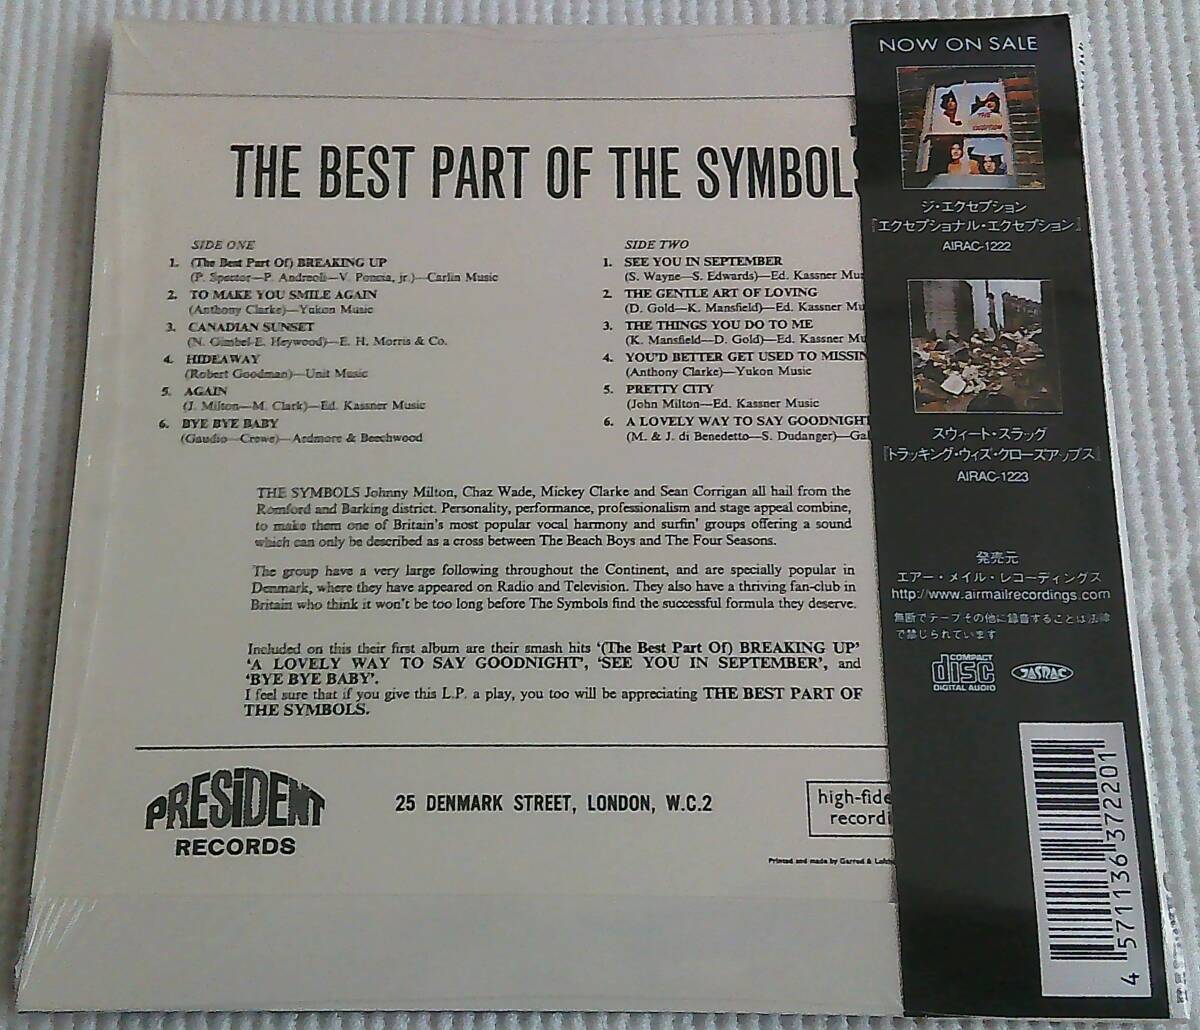 THE BEST PART OF THE SYMBOLS
SIDE ONE
1. (The Best Part Of) BREAKING UP
(P. Spector—P. Andreoli—V. Poncia, jr.)—Carlin Music
2. TO MAKE YOU SMILE AGAIN
(Anthony Clarke)—Yukon Music
3. CANADIAN SUNSET
(N. Gimbel-E. Heywood)—E. H. Morris & Co.
4. HIDEAWAY
(Robert Goodman)—Unit Music
5. AGAIN
(J. Milton—M. Clark)—Ed. Kassner Music
6. BYE BYE BABY
(Gaudio—Crewe)—Ardmore & Beechwood
SIDE TWO
1. SEE YOU IN SEPTEMBER
(S. Wayne—S. Edwards)—Ed. Kassner Mu
2. THE GENTLE ART OF LOVING
(D. Gold—K. Mansfield)—Ed. Kassner Mu
3. THE THINGS YOU DO TO ME
(K. Mansfield—D. Gold)—Ed. Kassner Mu
4. YOU'D BETTER GET USED TO MISSIN
(Anthony Clarke)—Yukon Music
5. PRETTY CITY
(John Milton—Ed. Kassner Music
6. A LOVELY WAY TO SAY GOODNIGHT
(M. & J. di Benedetto—S. Dudanger)—Gal
THE SYMBOLS Johnny Milton, Chaz Wade, Mickey Clarke and Sean Corrigan all hail from the
Romford and Barking district. Personality, performance, professionalism and stage appeal combine,
to make them one of Britain's most popular vocal harmony and surfin' groups offering a sound
which can only be described as a cross between The Beach Boys and The Four Seasons.
The group have a very large following throughout the Continent, and are specially popular in
Denmark, where they have appeared on Radio and Television. They also have a thriving fan-club in
Britain who think it won't be too long before The Symbols find the successful formula they deserve.
Included on this their first album are their smash hits '(The Best Part Of) BREAKING UP'
'A LOVELY WAY TO SAY GOODNIGHT', 'SEE YOU IN SEPTEMBER', and
'BYE BYE BABY'.
I feel sure that if you give this L.P. a play, you too will be appreciating THE BEST PART OF
THE SYMBOLS.
PRESiDENT
RECORDS
25 DENMARK STREET, LONDON, W.C.2
high-fide
recordi
Printed and made by Garrod & Lofth
NOW ON SALE
ジ・エクセプション
『エクセプショナル・エクセプション』
AIRAC-1222
スウィート・スラッグ
『トラッキング・ウィズ・クローズアップス』
AIRAC-1223
発売元
エアー・メイル・レコーディングス
http://www.airmailrecordings.com
無断でテープその他に録音することは法律
で禁じられています
COMPACT
disc
DIGITAL AUDIO
JASRAC
4 571136 372201